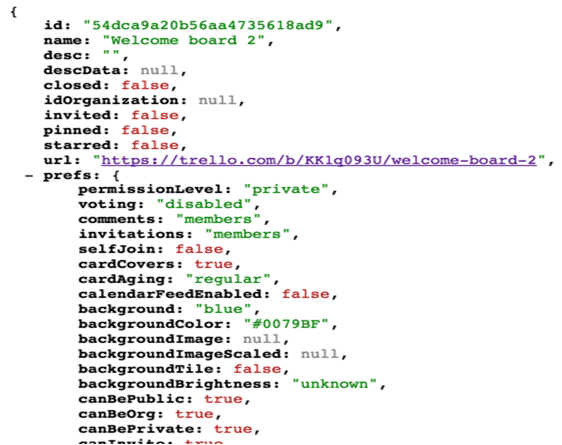 {
id: "54dca9a20b56aa4735618ad9",
name: "Welcome board 2",
desc: "",
descData: null,
closed: false,
idOrganization: null,
invited: false,
pinned: false,
starred: false,
url: "https://trello.com/b/KK1q093U/welcome-board-2",
- prefs: {
permissionLevel: "private",
voting: "disabled",
comments: "members",
invitations: "members",
selfJoin: false,
cardCovers: true,
cardAging: "regular",
calendarFeedEnabled: false,
background: "blue",
backgroundColor: "#0079BF",
backgroundImage: null,
backgroundImageScaled: null,
backgroundTile: false,
backgroundBrightness: "unknown",
canBePublic: true,
canBeOrg: true,
canBePrivate: true,
canInvite: true